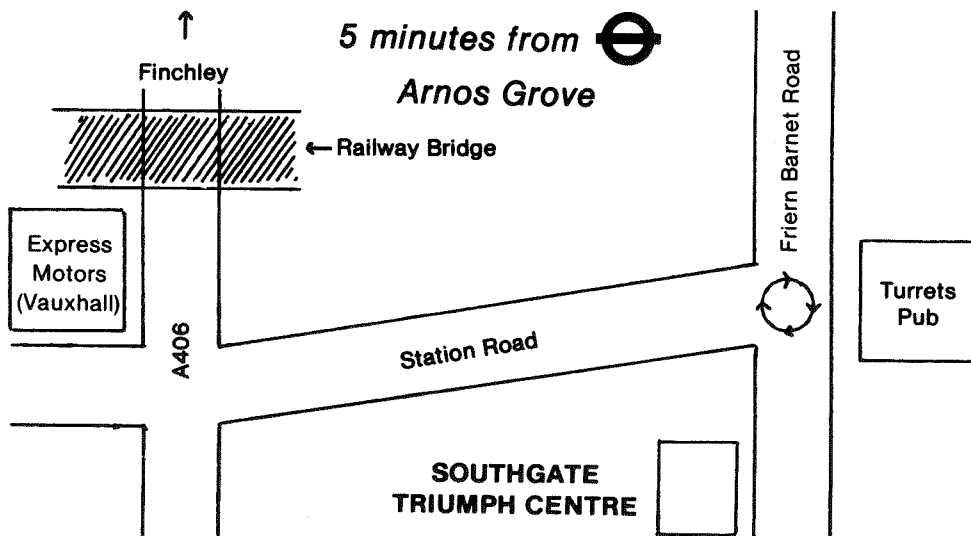 5 minutes from
Arnos Grove
Finchley
Railway Bridge
Friern Barnet Road
Express
Motors
(Vauxhall)
A406
Station Road
Turrets
Pub
SOUTHGATE
TRIUMPH CENTRE